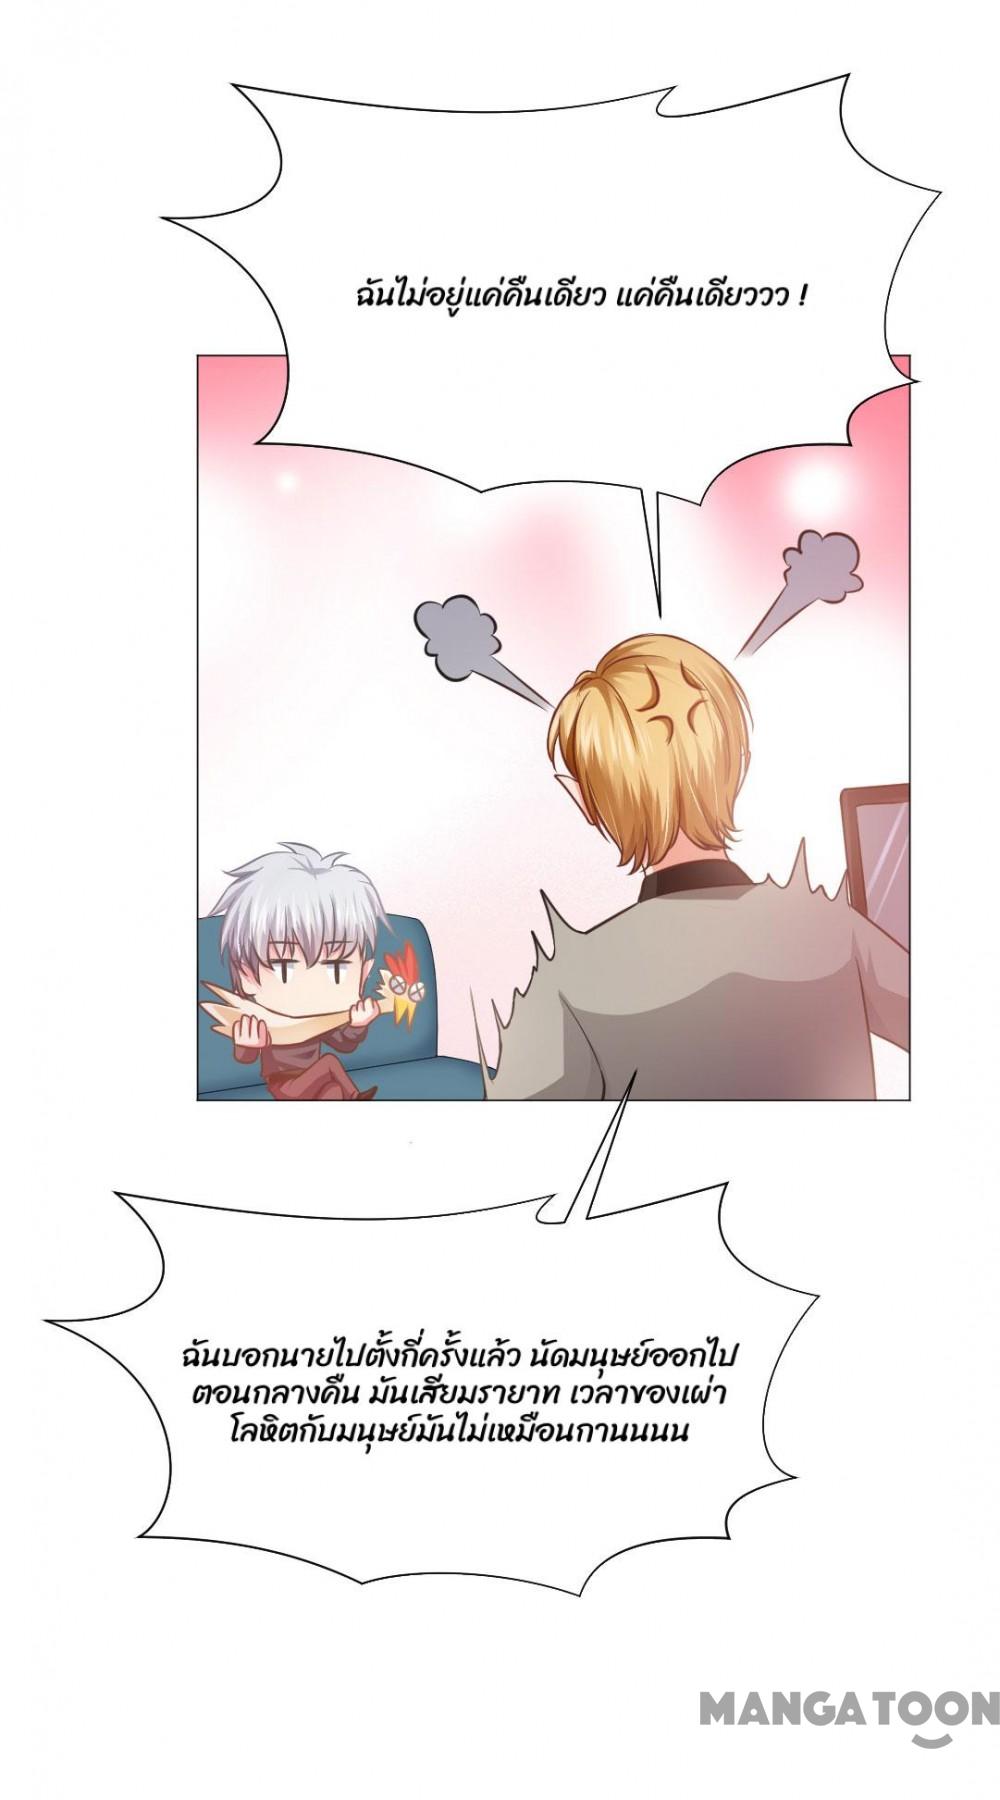 ฉันไม่อยู่แค่คืนเดียว แค่คืนเดียววว !
ฉันบอกนายไปตั้งกี่ครั้งแล้ว นัดมนุษย์ออกไป
ตอนกลางคืน มันเสียมรายาท เวลาของเผ่า
โลหิตกับมนุษย์มันไม่เหมือนกานนนน
MANGATOON